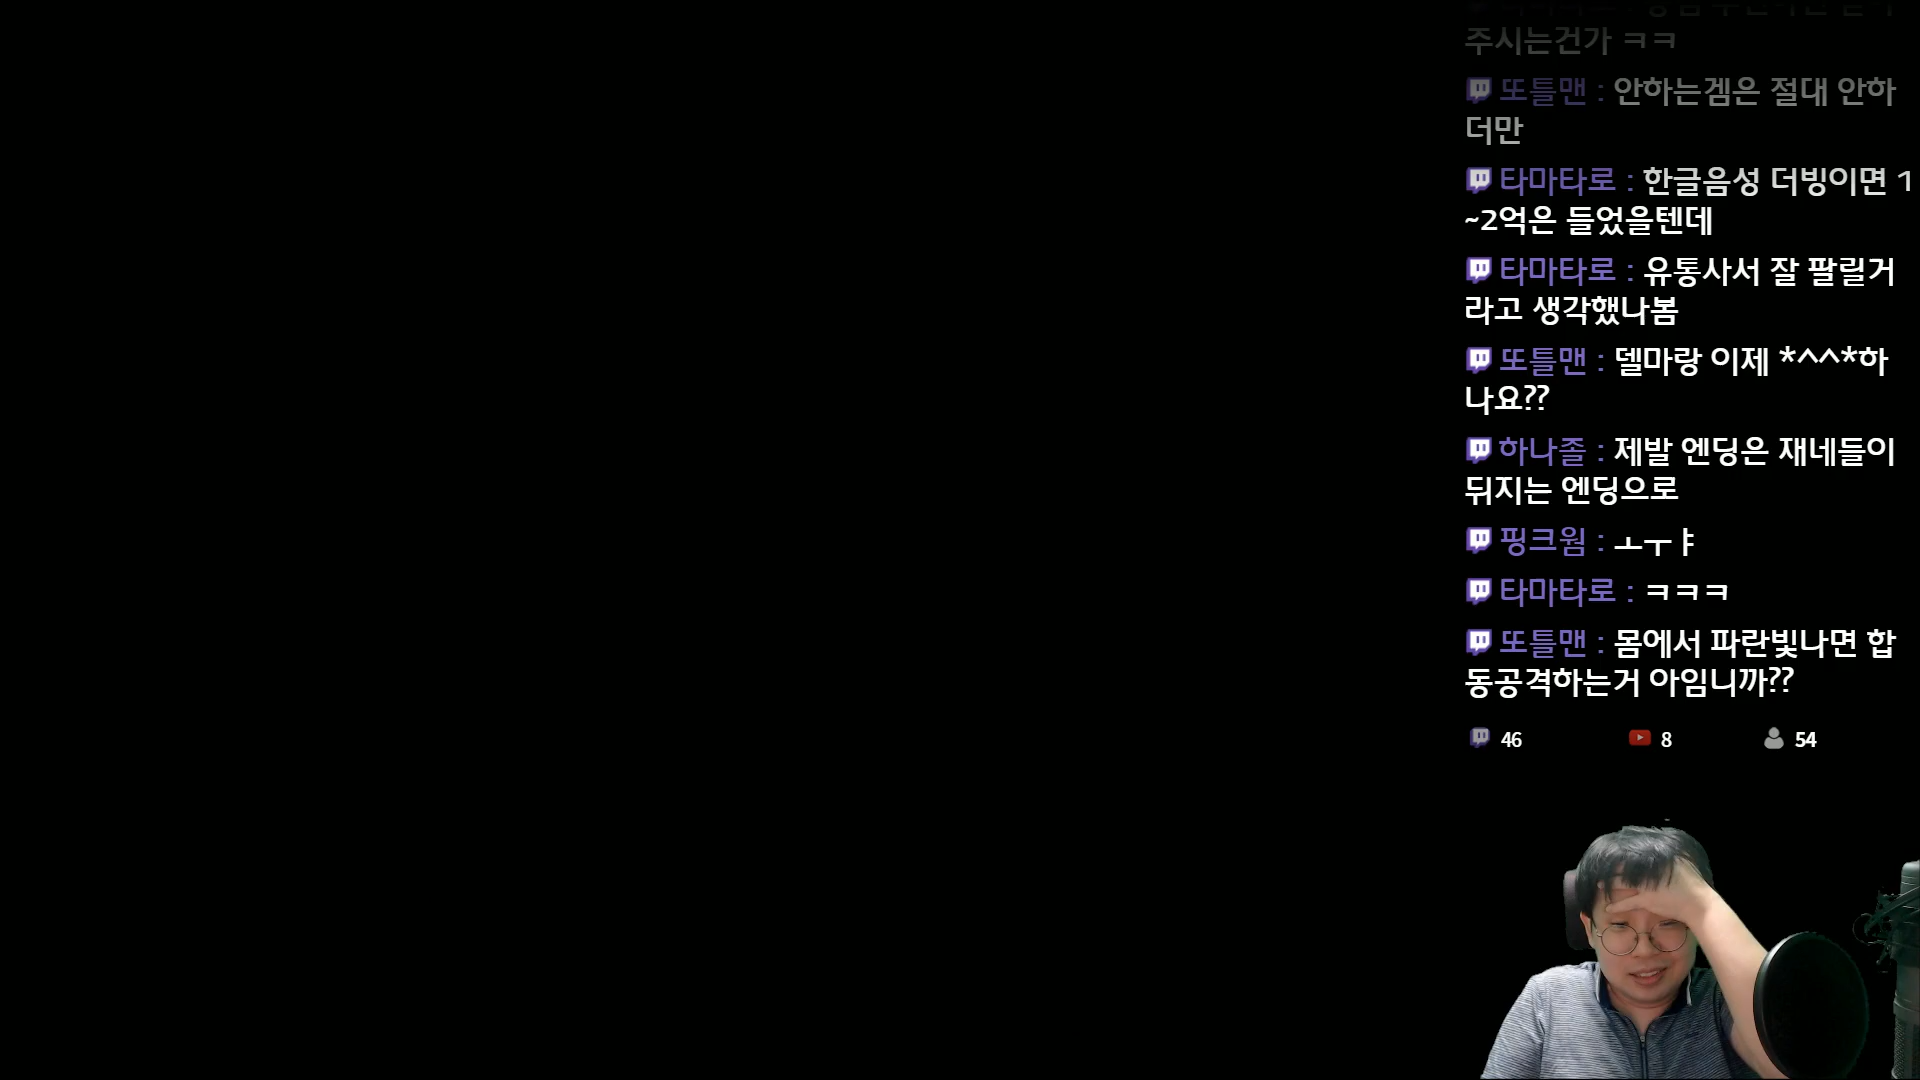 주시는건가 ㅋㅋ
또틀맨 : 안하는겜은 절대 안하
더만
타마타로 : 한글음성 더빙이면 1
~2억은 들었을텐데
타마타로 : 유통사서 잘 팔릴거
라고 생각했나봄
또틀맨 : 델마랑 이제 *^^*하
나요??
하나졸 : 제발 엔딩은 재네들이
뒤지는 엔딩으로
핑크웜 : ㅗㅜㅑ
타마타로 : ㅋㅋㅋ
또틀맨 : 몸에서 파란빛나면 합
동공격하는거 아임니까??
46 8 54